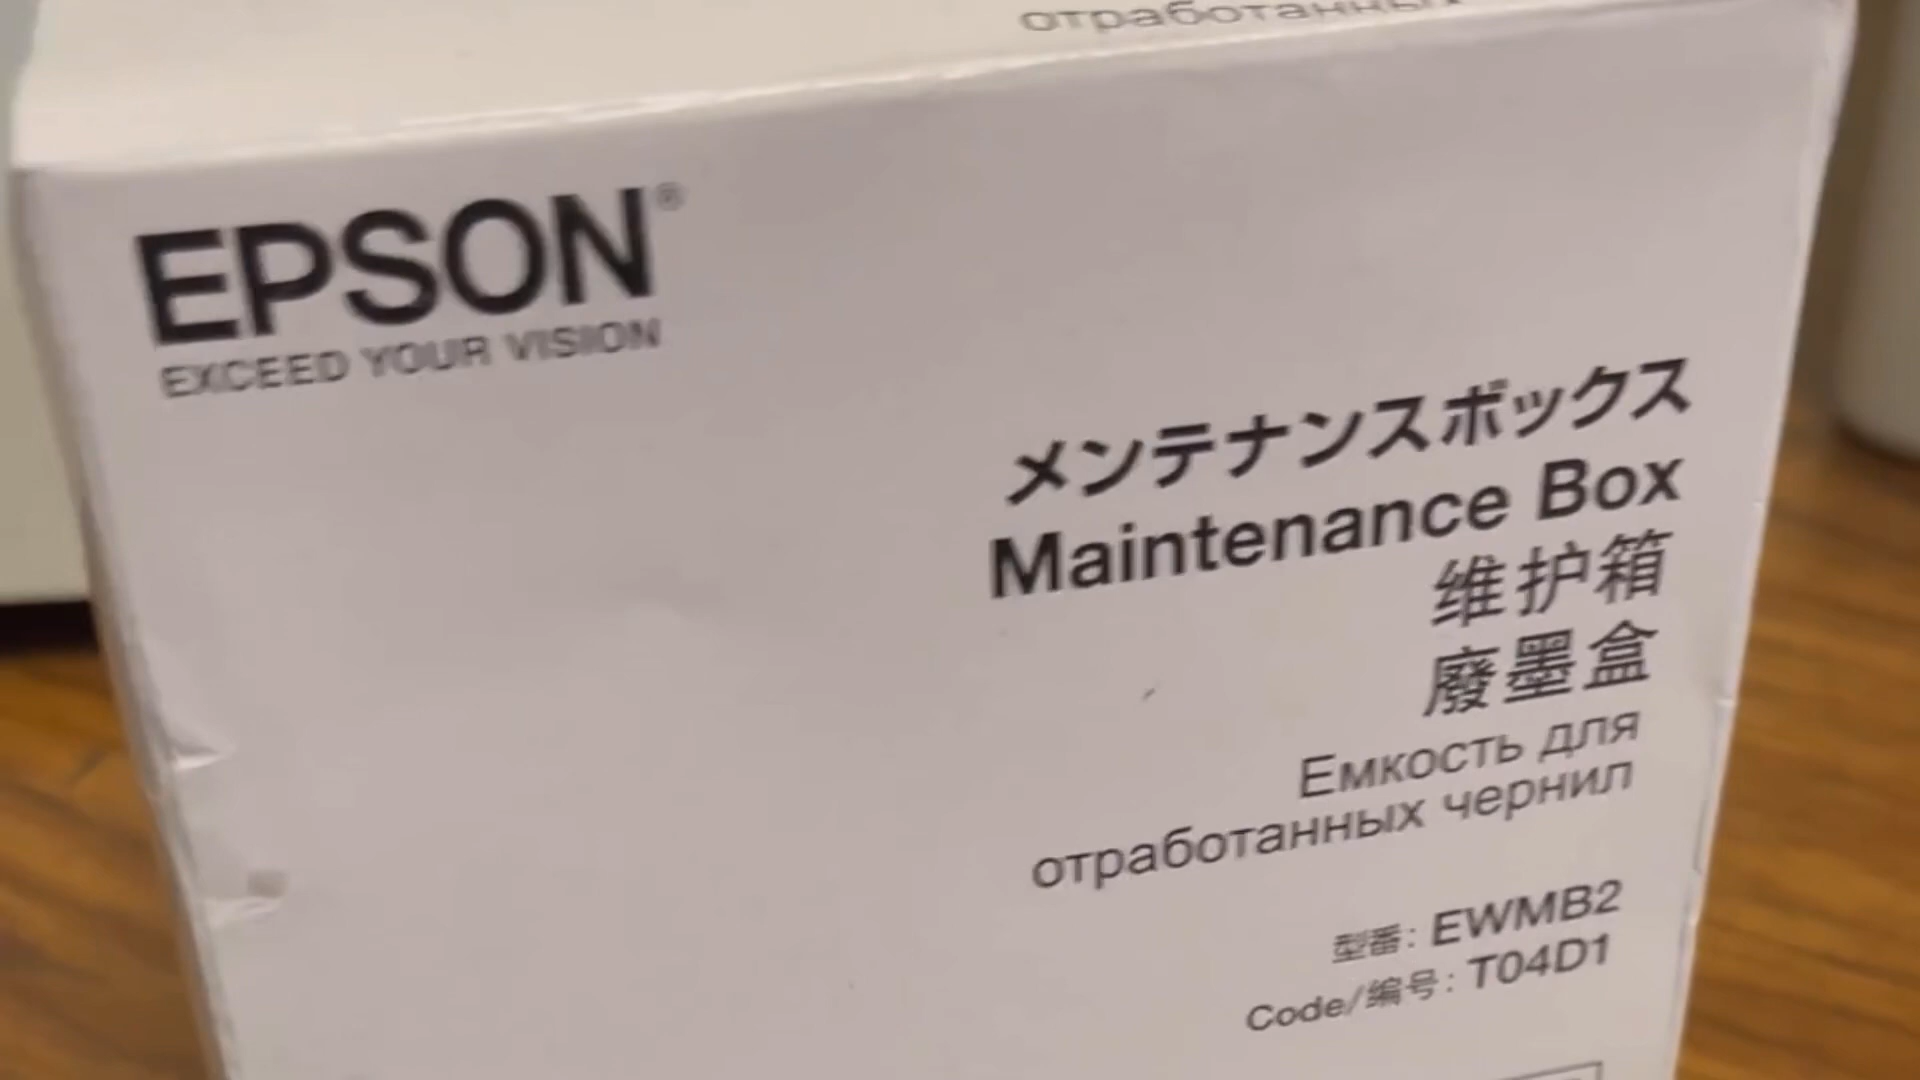 отработанных
EPSON®
EXCEED YOUR VISION
メンテナンスボックス
Maintenance Box
维护箱
廢墨盒
Емкость для
отработанных чернил
型番: EWMB2
Code/编号: T04D1